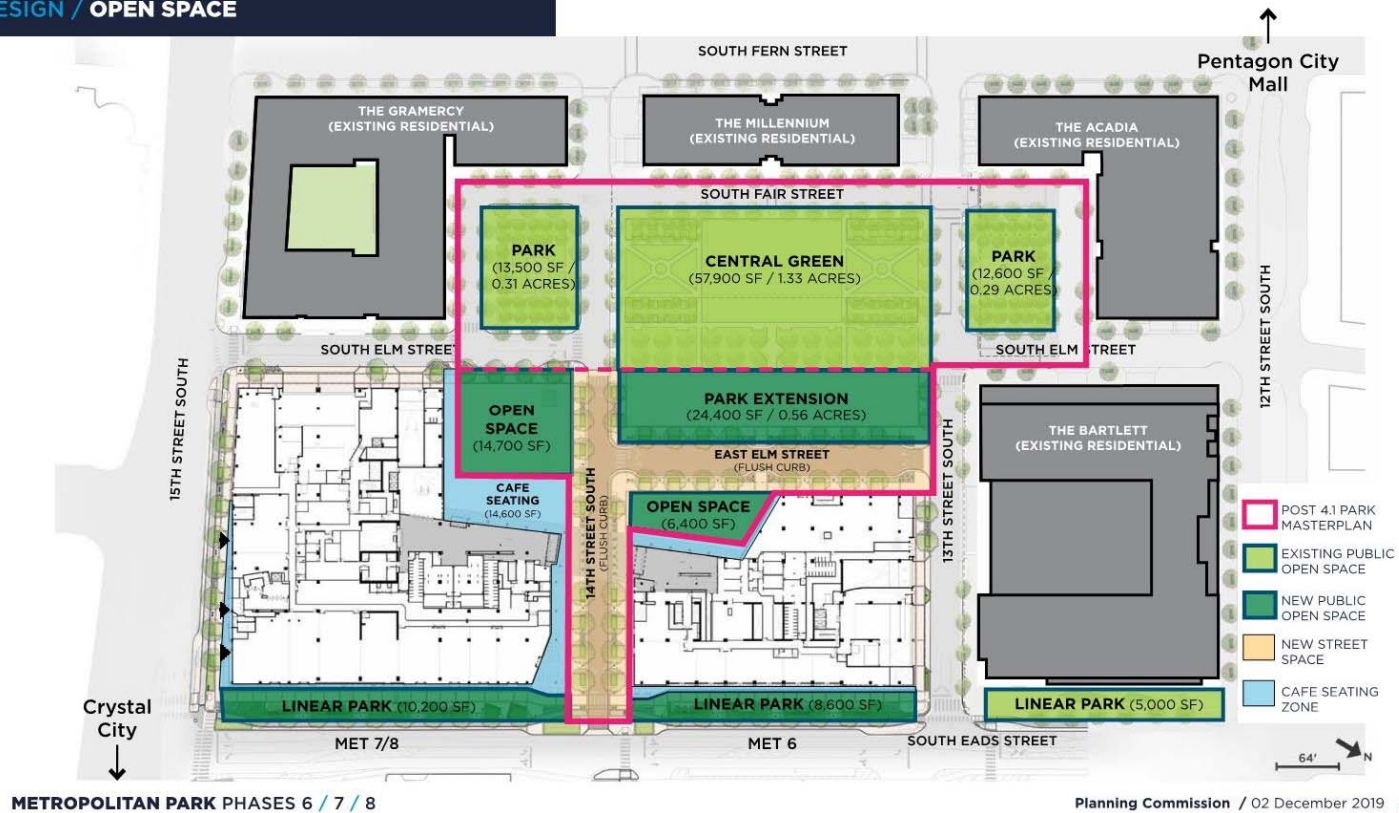 ESIGN / OPEN SPACE
SOUTH FERN STREET
Pentagon City
Mall
THE GRAMERCY
(EXISTING RESIDENTIAL)
THE MILLENNIUM
(EXISTING RESIDENTIAL)
THE ACADIA
(EXISTING RESIDENTIAL)
SOUTH FAIR STREET
PARK
(13,500 SF /
0.31 ACRES)
CENTRAL GREEN
(57,900 SF / 1.33 ACRES)
PARK
(12,600 SF /
0.29 ACRES)
12TH STREET SOUTH
SOUTH ELM STREET
SOUTH ELM STREET
15TH STREET SOUTH
OPEN
SPACE
(14,700 SF)
PARK EXTENSION
(24,400 SF / 0.56 ACRES)
THE BARTLETT
(EXISTING RESIDENTIAL)
EAST ELM STREET
(FLUSH CURB)
13TH STREET SOUTH
CAFE
SEATING
(14,600 SF)
14TH STREET SOUTH
(FLUSH CURB)
OPEN SPACE
(6,400 SF)
POST 4.1 PARK
MASTERPLAN
EXISTING PUBLIC
OPEN SPACE
NEW PUBLIC
OPEN SPACE
NEW STREET
SPACE
CAFE SEATING
ZONE
LINEAR PARK (10,200 SF)
LINEAR PARK (8,600 SF)
LINEAR PARK (5,000 SF)
Crystal
City
MET 7/8
MET 6
SOUTH EADS STREET
64'
N
METROPOLITAN PARK PHASES 6 / 7 / 8
Planning Commission / 02 December 2019